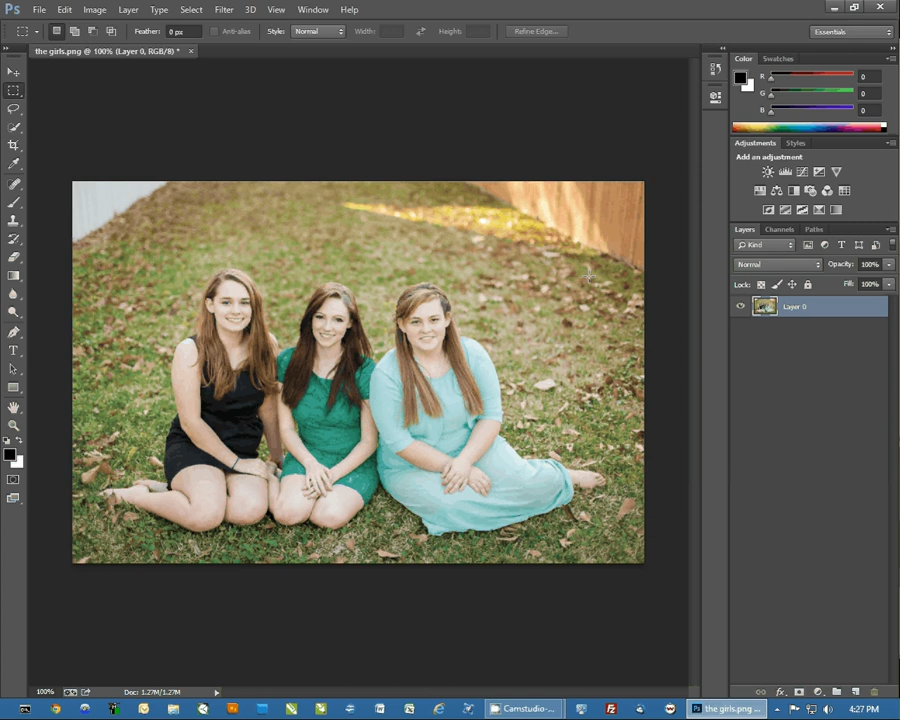 Ps File Edit Image Layer Type Select Filter 3D View Window Help
Feather: 0 px Anti-alias Style: Normal Width: Height: Refine Edge... Essentials
the girls.png @ 100% (Layer 0, RGB/8) * ×
Color Swatches
R 0
G 0
B 0
Adjustments Styles
Add an adjustment
Layers Channels Paths
Kind
Normal Opacity: 100%
Lock: Fill: 100%
Layer 0
100% Doc: 1.27M/1.27M
Camstudio-... the girls.png ... 4:27 PM